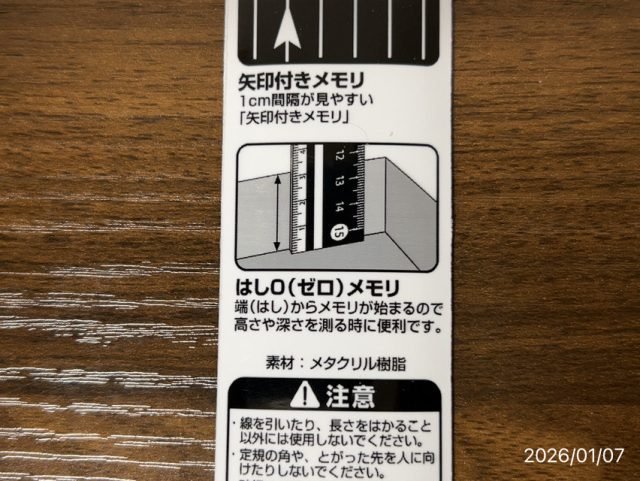 矢印付きメモリ
1cm間隔が見やすい
「矢印付きメモリ」
12
13
14
15
はし0(ゼロ)メモリ
端(はし)からメモリが始まるので
高さや深さを測る時に便利です。
素材：メタクリル樹脂
注意
・線を引いたり、長さをはかること
以外には使用しないでください。
・定規の角や、とがった先を人に向
けたりしないでください。
2026/01/07